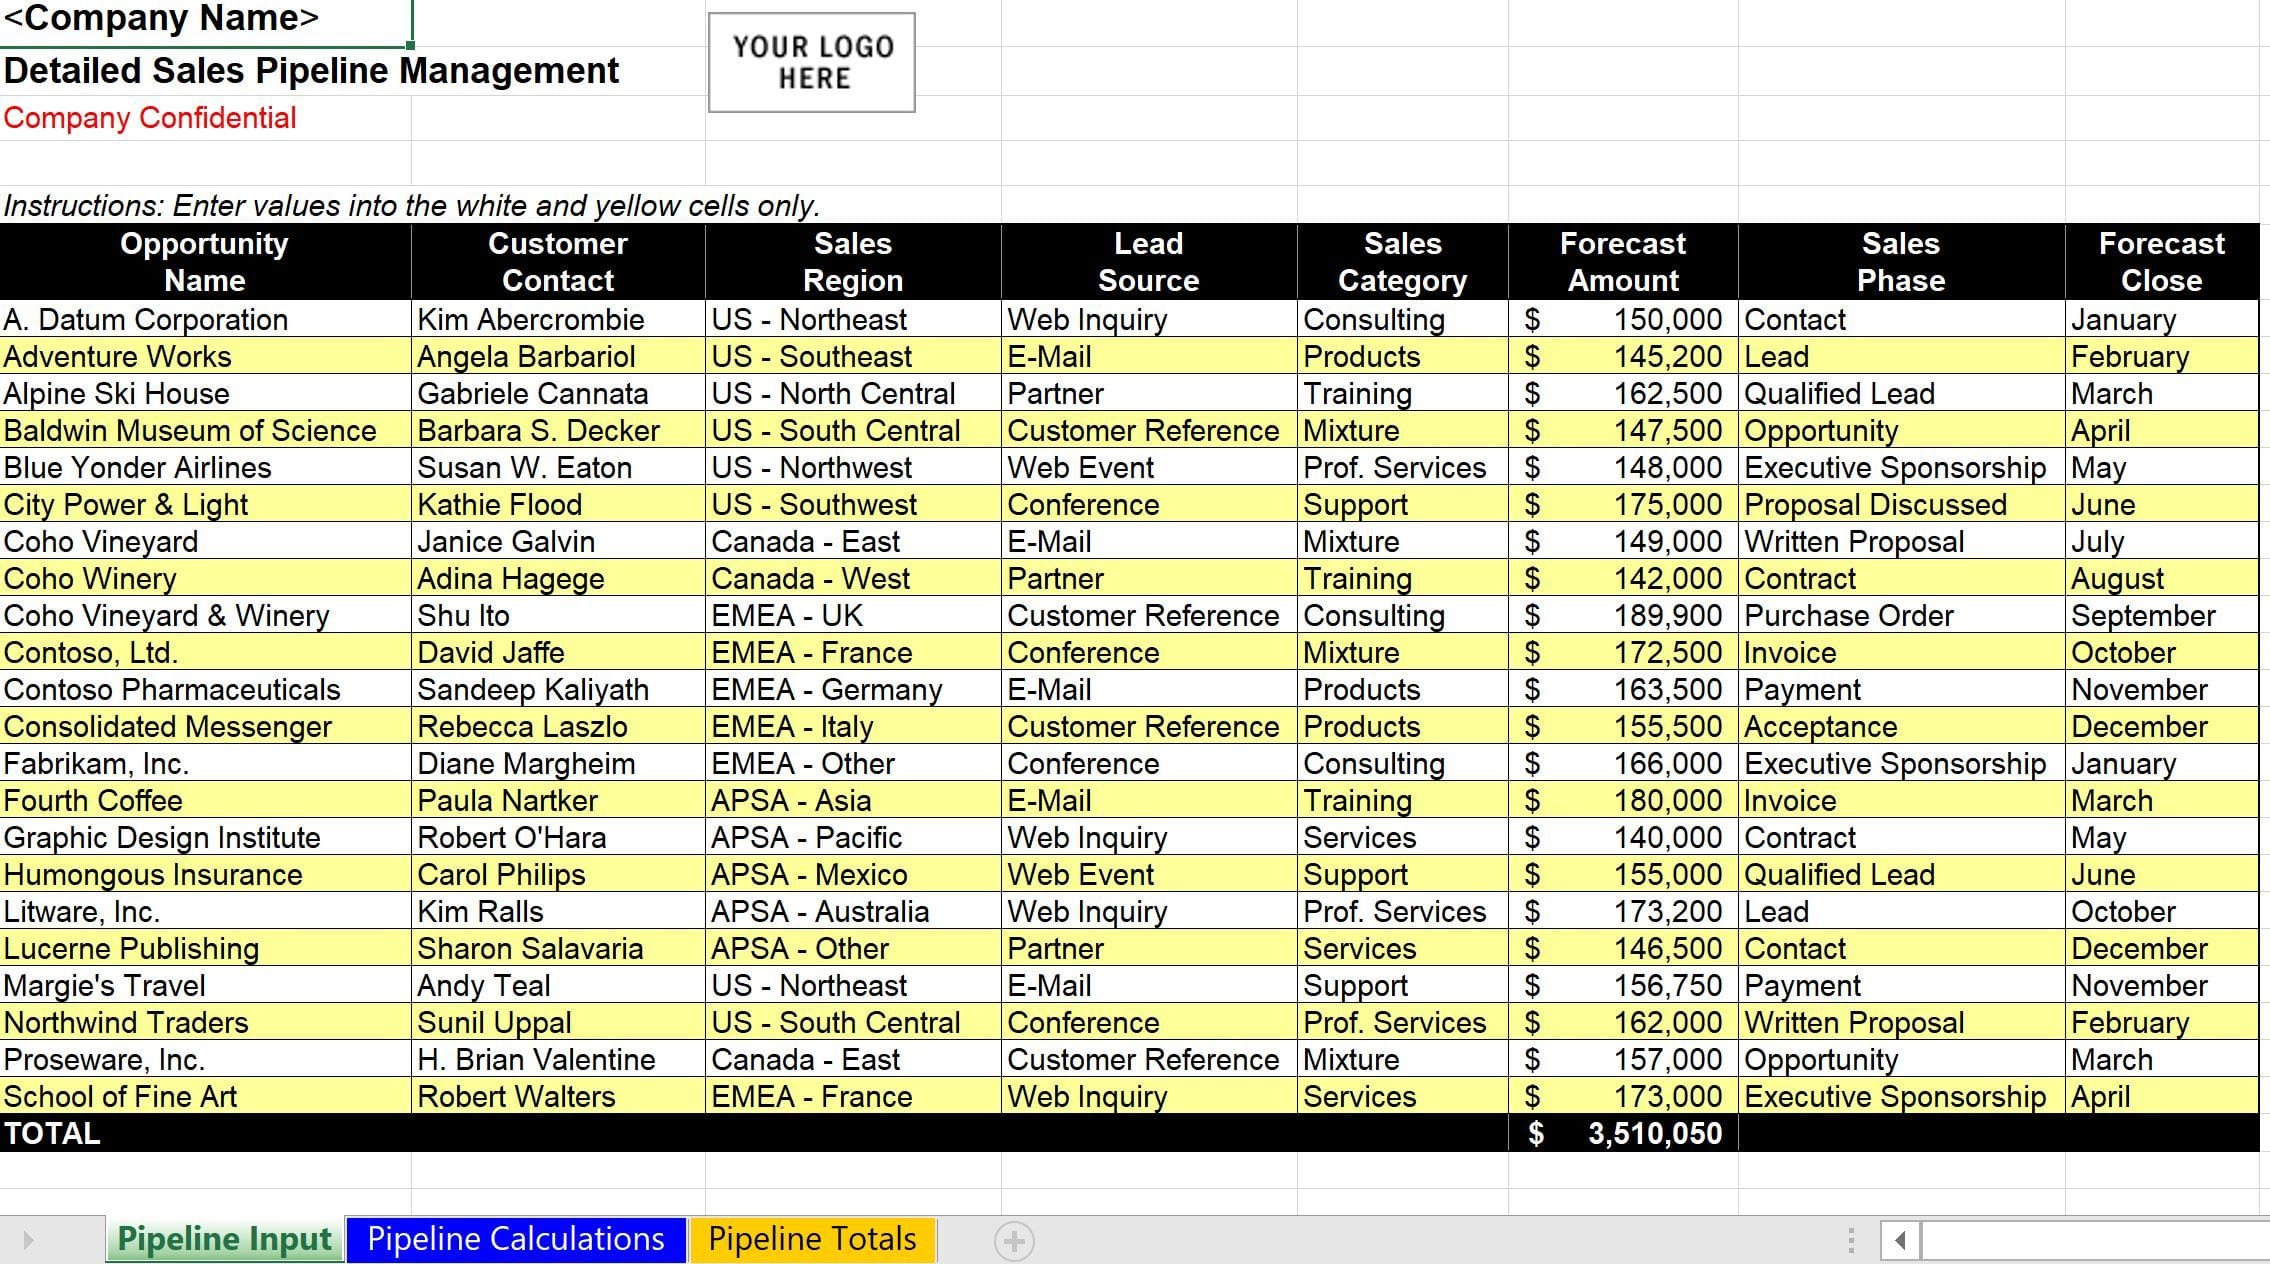 <Company Name>
YOUR LOGO
HERE
Detailed Sales Pipeline Management
Company Confidential
Instructions: Enter values into the white and yellow cells only.
Opportunity Name Customer Contact Sales Region Lead Source Sales Category Forecast Amount Sales Phase Forecast Close
A. Datum Corporation Kim Abercrombie US - Northeast Web Inquiry Consulting $ 150,000 Contact January
Adventure Works Angela Barbariol US - Southeast E-Mail Products $ 145,200 Lead February
Alpine Ski House Gabriele Cannata US - North Central Partner Training $ 162,500 Qualified Lead March
Baldwin Museum of Science Barbara S. Decker US - South Central Customer Reference Mixture $ 147,500 Opportunity April
Blue Yonder Airlines Susan W. Eaton US - Northwest Web Event Prof. Services $ 148,000 Executive Sponsorship May
City Power & Light Kathie Flood US - Southwest Conference Support $ 175,000 Proposal Discussed June
Coho Vineyard Janice Galvin Canada - East E-Mail Mixture $ 149,000 Written Proposal July
Coho Winery Adina Hagege Canada - West Partner Training $ 142,000 Contract August
Coho Vineyard & Winery Shu Ito EMEA - UK Customer Reference Consulting $ 189,900 Purchase Order September
Contoso, Ltd. David Jaffe EMEA - France Conference Mixture $ 172,500 Invoice October
Contoso Pharmaceuticals Sandeep Kaliyath EMEA - Germany E-Mail Products $ 163,500 Payment November
Consolidated Messenger Rebecca Laszlo EMEA - Italy Customer Reference Products $ 155,500 Acceptance December
Fabrikam, Inc. Diane Margheim EMEA - Other Conference Consulting $ 166,000 Executive Sponsorship January
Fourth Coffee Paula Nartker APSA - Asia E-Mail Training $ 180,000 Invoice March
Graphic Design Institute Robert O'Hara APSA - Pacific Web Inquiry Services $ 140,000 Contract May
Humongous Insurance Carol Philips APSA - Mexico Web Event Support $ 155,000 Qualified Lead June
Litware, Inc. Kim Ralls APSA - Australia Web Inquiry Prof. Services $ 173,200 Lead October
Lucerne Publishing Sharon Salavaria APSA - Other Partner Services $ 146,500 Contact December
Margie's Travel Andy Teal US - Northeast E-Mail Support $ 156,750 Payment November
Northwind Traders Sunil Uppal US - South Central Conference Prof. Services $ 162,000 Written Proposal February
Proseware, Inc. H. Brian Valentine Canada - East Customer Reference Mixture $ 157,000 Opportunity March
School of Fine Art Robert Walters EMEA - France Web Inquiry Services $ 173,000 Executive Sponsorship April
TOTAL $ 3,510,050
Pipeline Input Pipeline Calculations Pipeline Totals